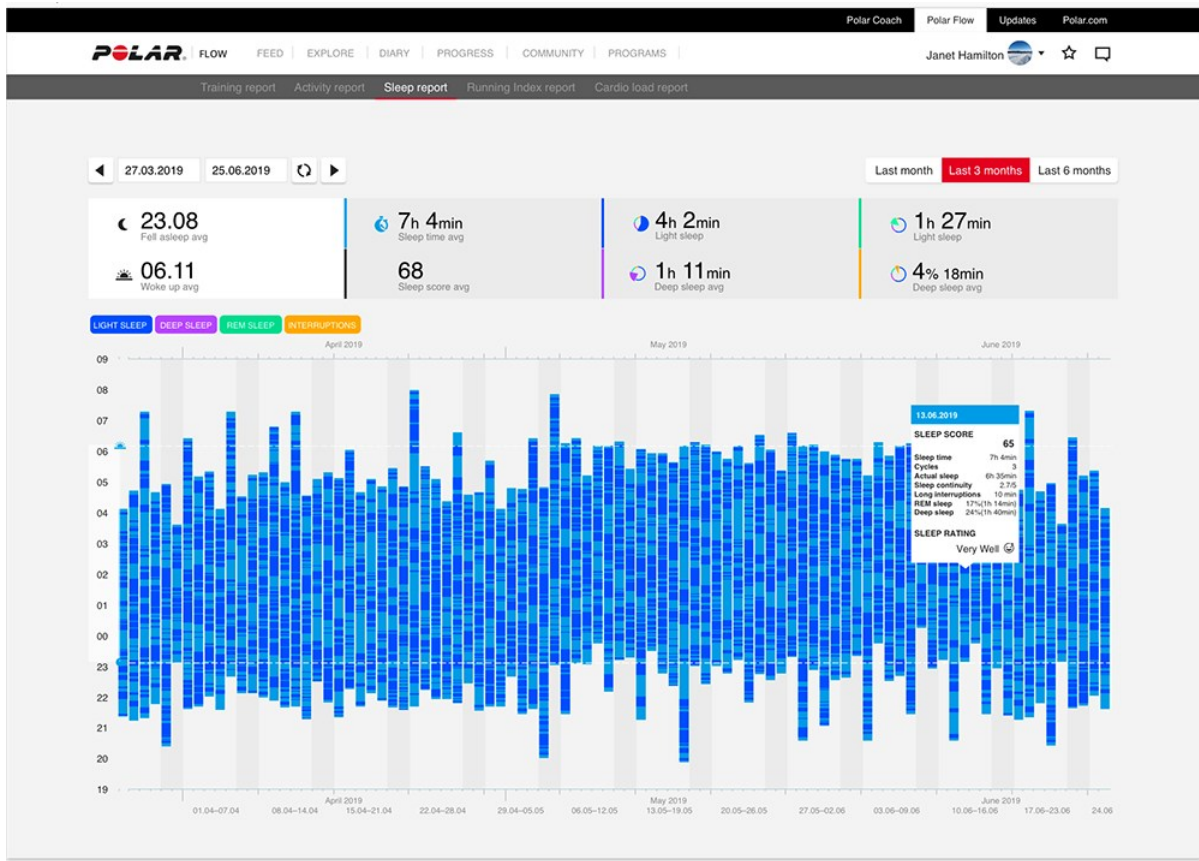 Polar Coach Polar Flow Updates Polar.com
POLAR. FLOW FEED EXPLORE DIARY PROGRESS COMMUNITY PROGRAMS Janet Hamilton
Training report Activity report Sleep report Running Index report Cardio load report
27.03.2019 25.06.2019 Last month Last 3 months Last 6 months
23.08 7h 4min 4h 2min 1h 27min
Fell asleep avg Sleep time avg Light sleep Light sleep
06.11 68 1h 11min 4% 18min
Woke up avg Sleep score avg Deep sleep avg Deep sleep avg
LIGHT SLEEP DEEP SLEEP REM SLEEP INTERRUPTIONS
April 2019 May 2019 June 2019
09
08
07
06
05
04
03
02
01
00
23
22
21
20
19
13.06.2019
SLEEP SCORE
65
Sleep time 7h 4min
Cycles 3
Actual sleep 6h 35min
Sleep continuity 2.7/5
Long interruptions 10 min
REM sleep 17%(1h 14min)
Deep sleep 24%(1h 40min)
SLEEP RATING
Very Well
April 2019 May 2019 June 2019
01.04–07.04 08.04–14.04 15.04–21.04 22.04–28.04 29.04–05.05 06.05–12.05 13.05–19.05 20.05–26.05 27.05–02.06 03.06–09.06 10.06–16.06 17.06–23.06 24.06